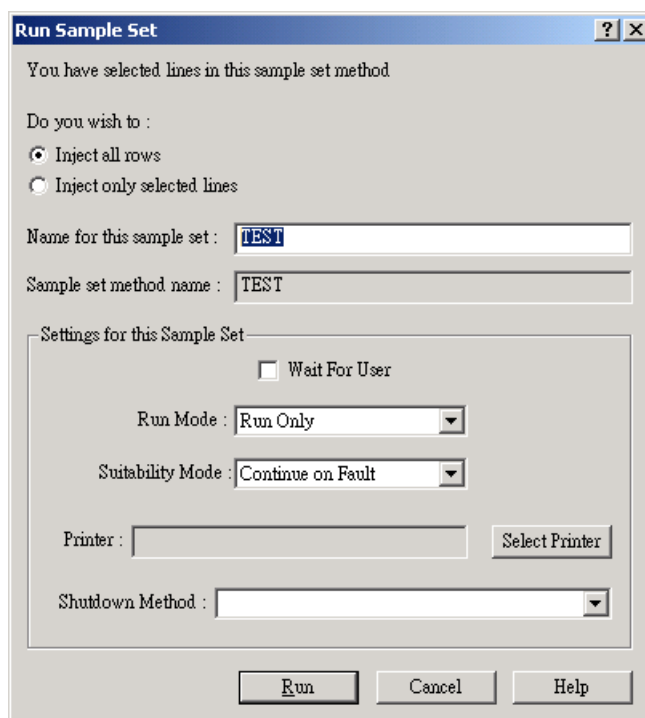 Run Sample Set
You have selected lines in this sample set method
Do you wish to :
Inject all rows
Inject only selected lines
Name for this sample set : TEST
Sample set method name : TEST
Settings for this Sample Set
Wait For User
Run Mode : Run Only
Suitability Mode : Continue on Fault
Printer : Select Printer
Shutdown Method :
Run Cancel Help